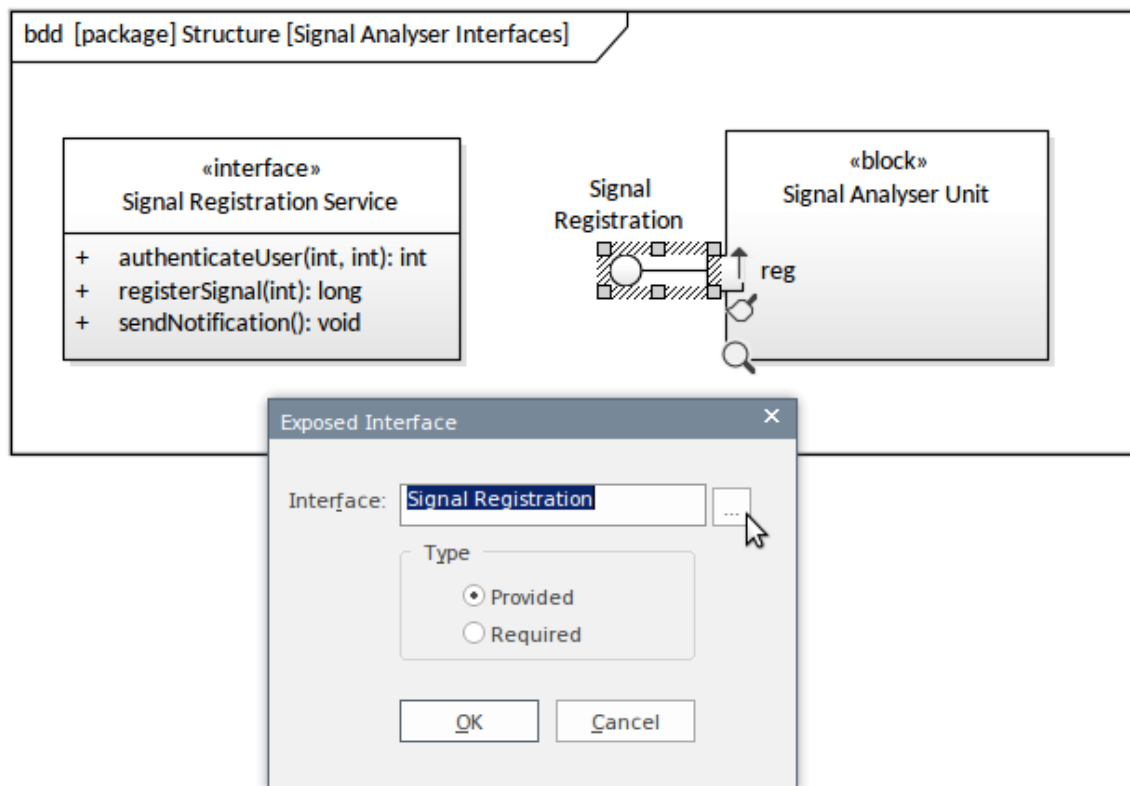 bdd [package] Structure [Signal Analyser Interfaces]
«interface»
Signal Registration Service
+ authenticateUser(int, int): int
+ registerSignal(int): long
+ sendNotification(): void
Signal
Registration
«block»
Signal Analyser Unit
reg
Exposed Interface
Interface: Signal Registration ...
Type
Provided
Required
OK Cancel